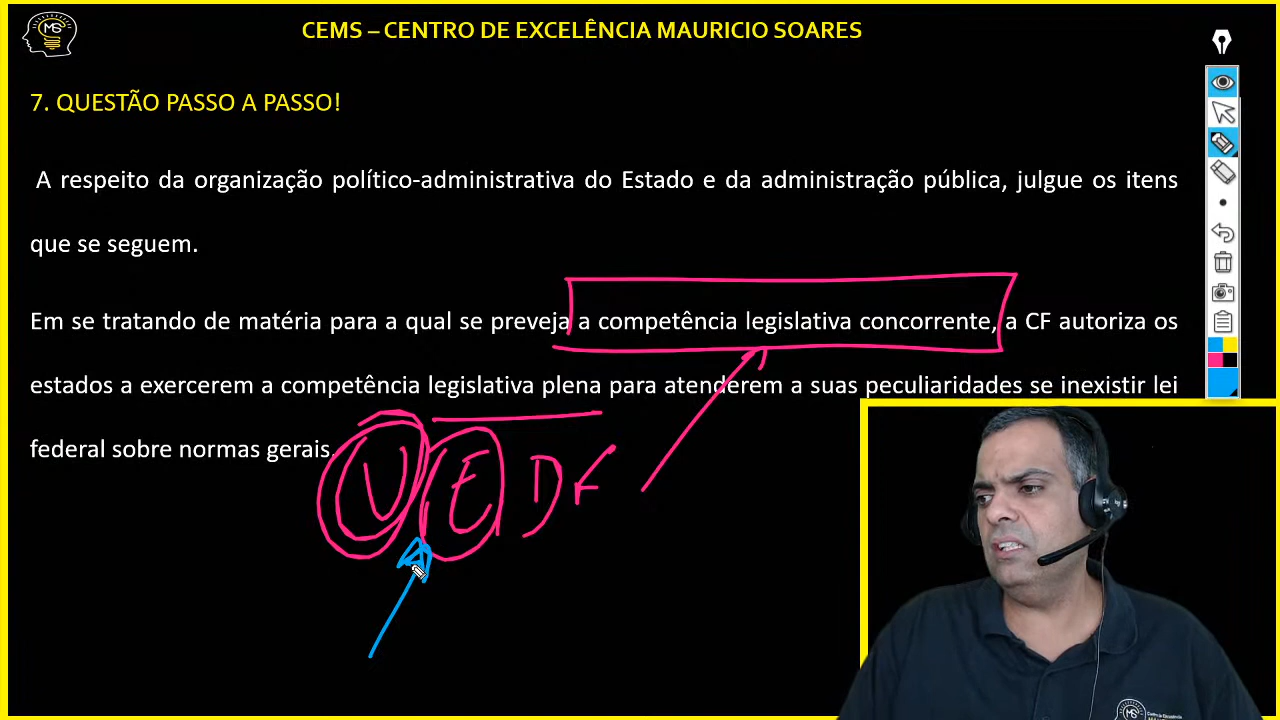 CEMS – CENTRO DE EXCELÊNCIA MAURICIO SOARES
MS
7. QUESTÃO PASSO A PASSO!
A respeito da organização político-administrativa do Estado e da administração pública, julgue os itens
que se seguem.
Em se tratando de matéria para a qual se preveja a competência legislativa concorrente, a CF autoriza os
estados a exercerem a competência legislativa plena para atenderem a suas peculiaridades se inexistir lei
federal sobre normas gerais.
U E DF
MS